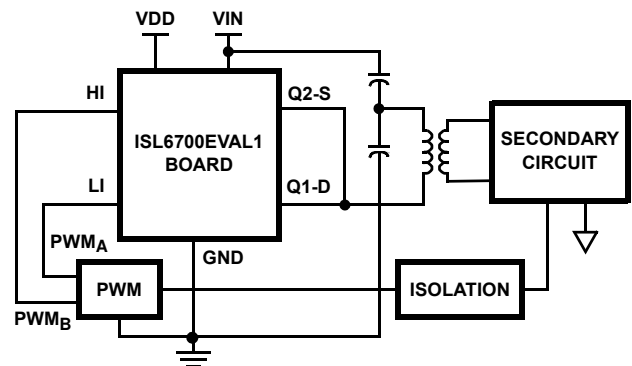 VDD
VIN
HI
Q2-S
ISL6700EVAL1
BOARD
SECONDARY
CIRCUIT
LI
Q1-D
PWMA
GND
PWM
ISOLATION
PWMB